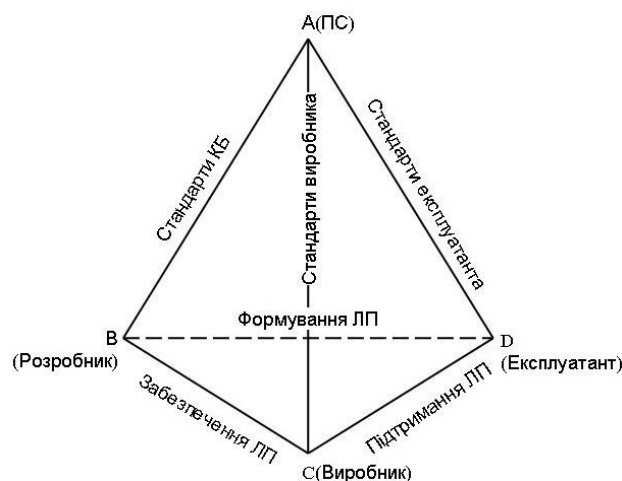 А(ПС)
Стандарти КБ
Стандарти виробника
Стандарти експлуатанта
Формування ЛП
В
D
(Розробник)
(Експлуатант)
Забезпечення ЛП
Підтримання ЛП
С(Виробник)